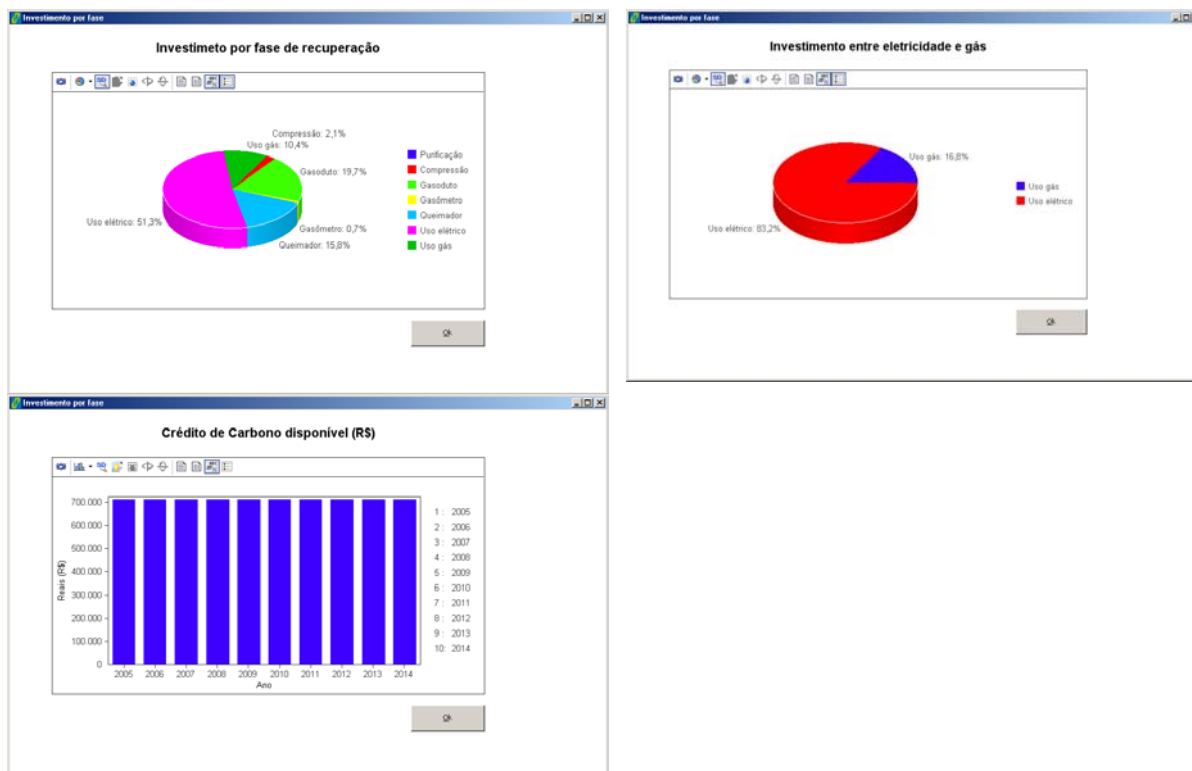 Investimento por fase
Investimeto por fase de recuperação
Compressão: 2,1%
Uso gás: 10,4%
Gasoduto: 19,7%
Uso elétrico: 51,3%
Gasômetro: 0,7%
Queimador: 15,8%
Purificação
Compressão
Gasoduto
Gasômetro
Queimador
Uso elétrico
Uso gás
Ok
Investimento por fase
Investimento entre eletricidade e gás
Uso gás: 16,8%
Uso elétrico: 83,2%
Uso gás
Uso elétrico
Ok
Investimento por fase
Crédito de Carbono disponível (R$)
Reais (R$)
700.000
600.000
500.000
400.000
300.000
200.000
100.000
0
2005 2006 2007 2008 2009 2010 2011 2012 2013 2014
Ano
1 : 2005
2 : 2006
3 : 2007
4 : 2008
5 : 2009
6 : 2010
7 : 2011
8 : 2012
9 : 2013
10: 2014
Ok